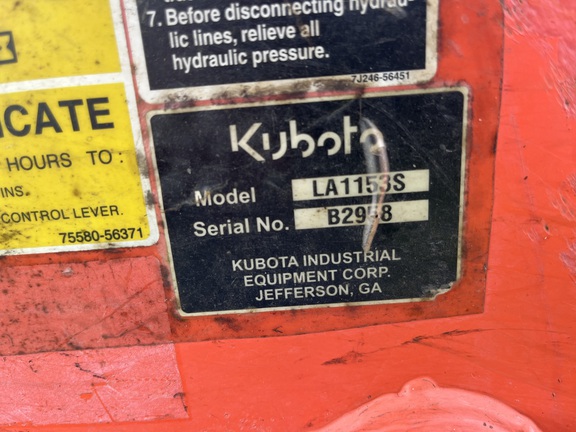 7. Before disconnecting hydrau-
lic lines, relieve all
hydraulic pressure.
7J246-56451
ICATE
HOURS TO :
INS.
CONTROL LEVER.
75580-56371
Kubota
Model LA1153S
Serial No.
KUBOTA INDUSTRIAL
EQUIPMENT CORP.
JEFFERSON, GA